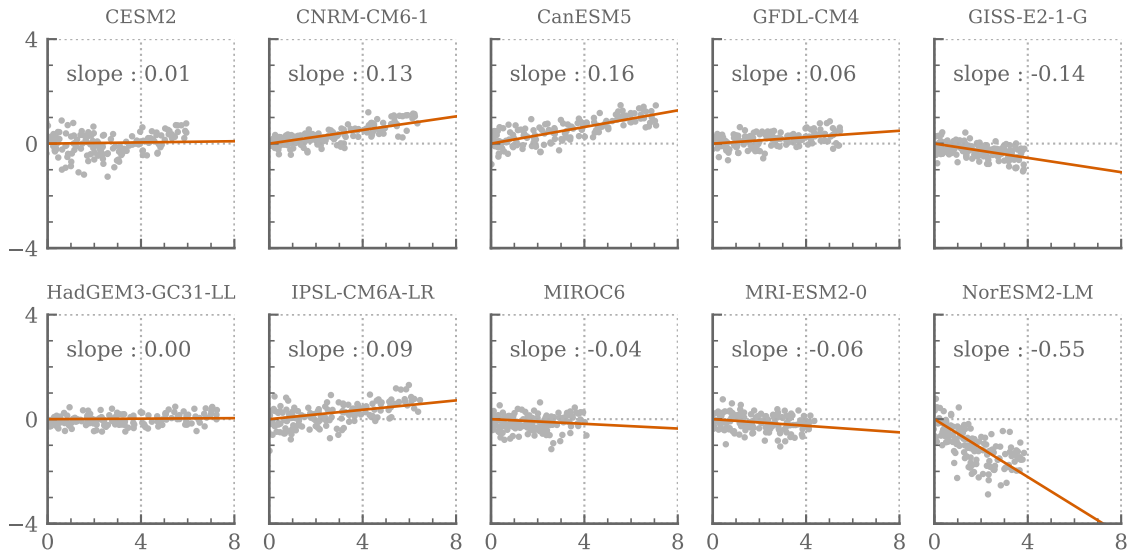 CESM2 CNRM-CM6-1 CanESM5 GFDL-CM4 GISS-E2-1-G
4
slope : 0.01 slope : 0.13 slope : 0.16 slope : 0.06 slope : -0.14
0
−4
HadGEM3-GC31-LL IPSL-CM6A-LR MIROC6 MRI-ESM2-0 NorESM2-LM
4
slope : 0.00 slope : 0.09 slope : -0.04 slope : -0.06 slope : -0.55
0
−4
0 4 8 0 4 8 0 4 8 0 4 8 0 4 8